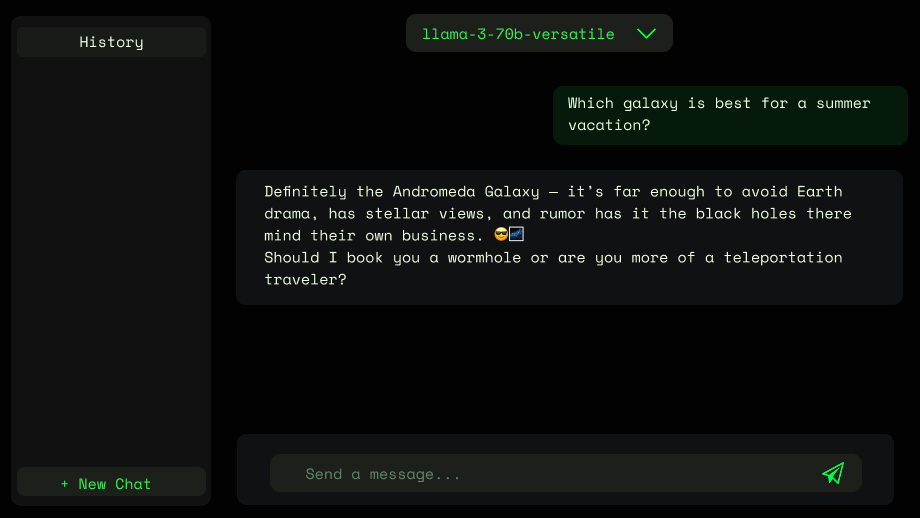 History
llama-3-70b-versatile
Which galaxy is best for a summer
vacation?
Definitely the Andromeda Galaxy — it’s far enough to avoid Earth
drama, has stellar views, and rumor has it the black holes there
mind their own business. 😎🌌
Should I book you a wormhole or are you more of a teleportation
traveler?
Send a message...
+ New Chat